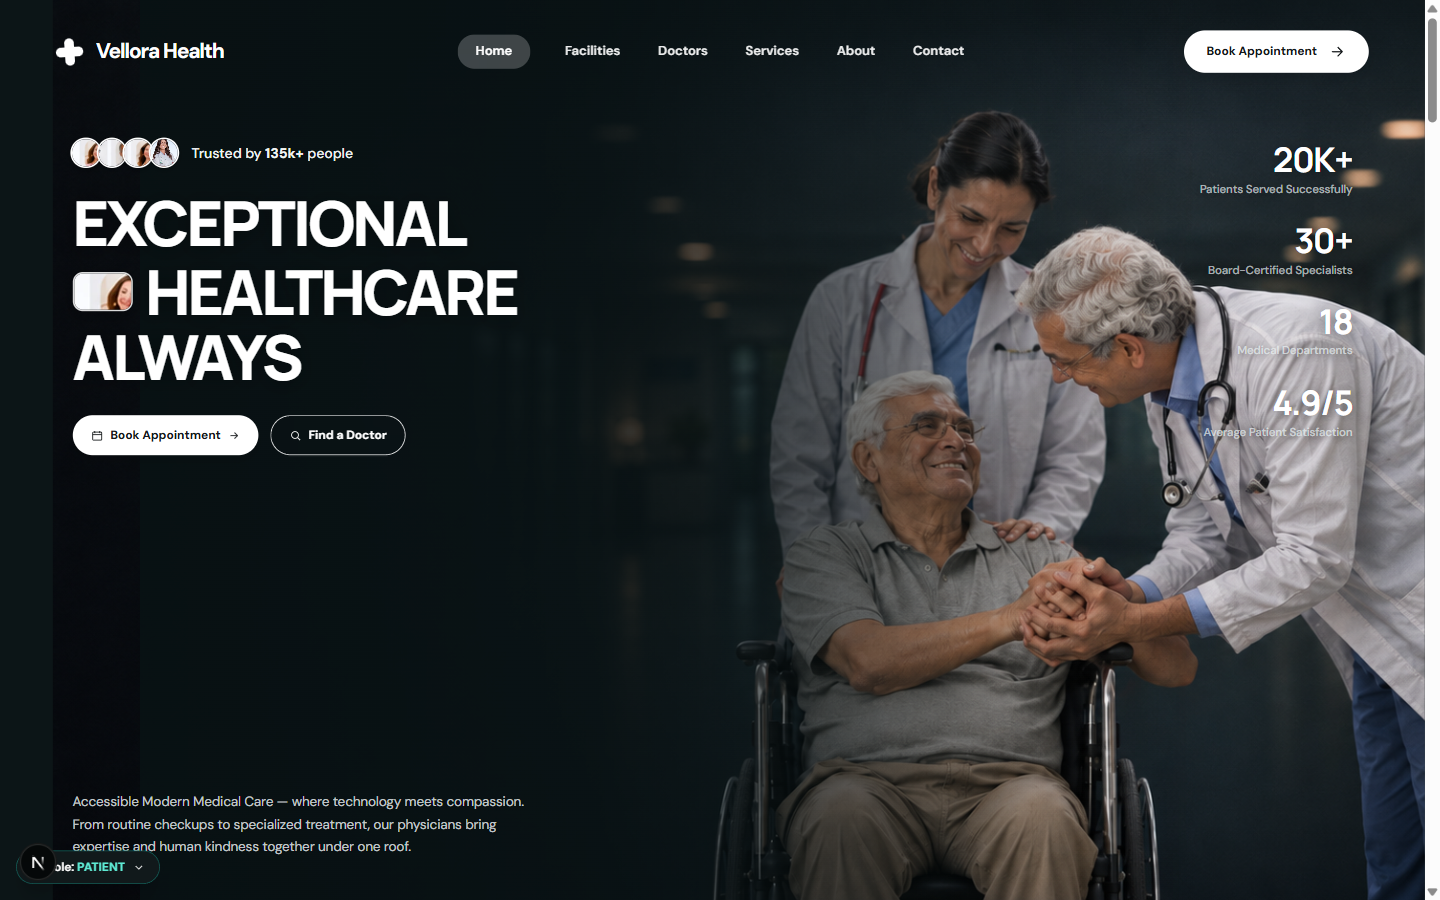 Vellora Health
Home
Facilities
Doctors
Services
About
Contact
Book Appointment
Trusted by 135k+ people
EXCEPTIONAL
HEALTHCARE
ALWAYS
Book Appointment
Find a Doctor
20K+
Patients Served Successfully
30+
Board-Certified Specialists
18
Medical Departments
4.9/5
Average Patient Satisfaction
Accessible Modern Medical Care — where technology meets compassion.
From routine checkups to specialized treatment, our physicians bring
expertise and human kindness together under one roof.
N
ole: PATIENT